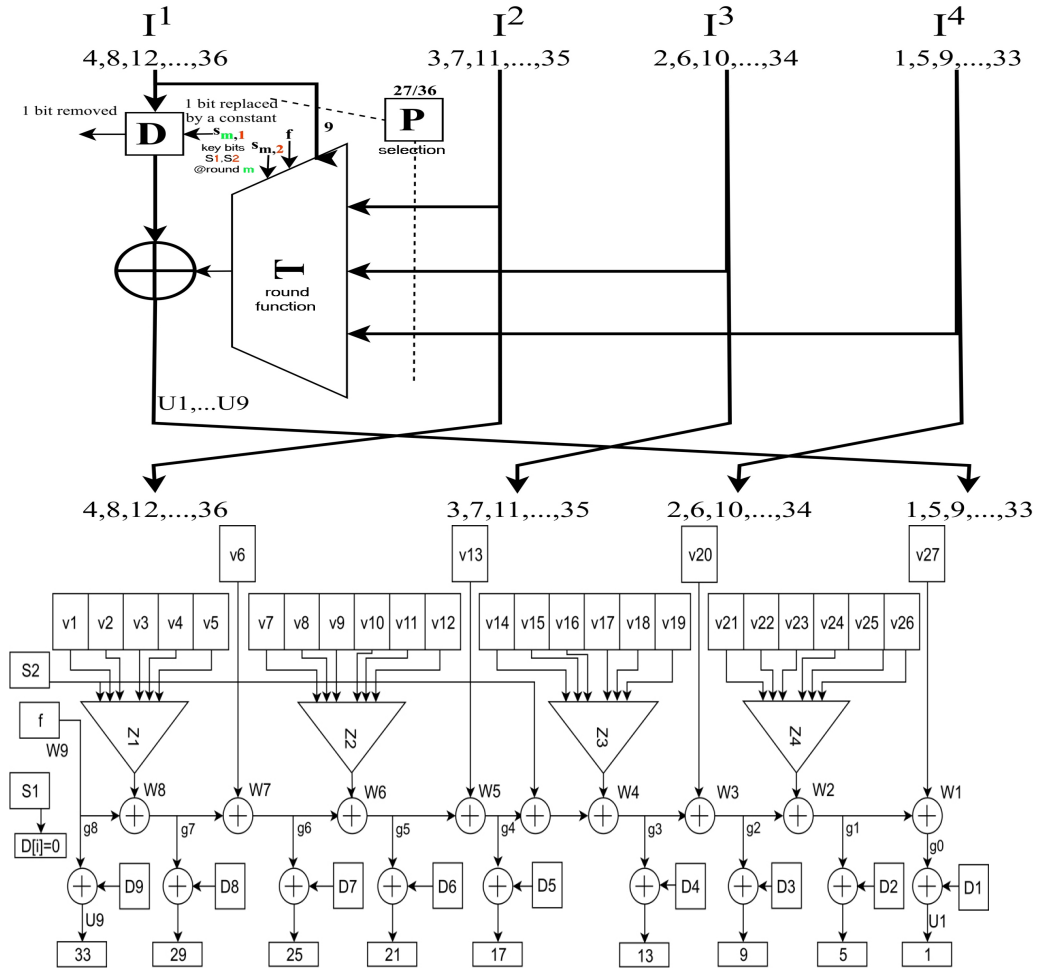 I1 I2 I3 I4
4,8,12,...,36 3,7,11,...,35 2,6,10,...,34 1,5,9,...,33
27/36
1 bit removed
1 bit replaced
by a constant
D
P
9
selection
sm,1
key bits
S1,S2
@round m
sm,2
f
T
round
function
U1,...U9
4,8,12,...,36 3,7,11,...,35 2,6,10,...,34 1,5,9,...,33
v6 v13 v20 v27
v1 v2 v3 v4 v5 v7 v8 v9 v10 v11 v12 v14 v15 v16 v17 v18 v19 v21 v22 v23 v24 v25 v26
S2
f
Z1 Z2 Z3 Z4
W9
S1
W8 W7 W6 W5 W4 W3 W2 W1
D[i]=0
g8 g7 g6 g5 g4 g3 g2 g1 g0
D9 D8 D7 D6 D5 D4 D3 D2 D1
U9 U1
33 29 25 21 17 13 9 5 1